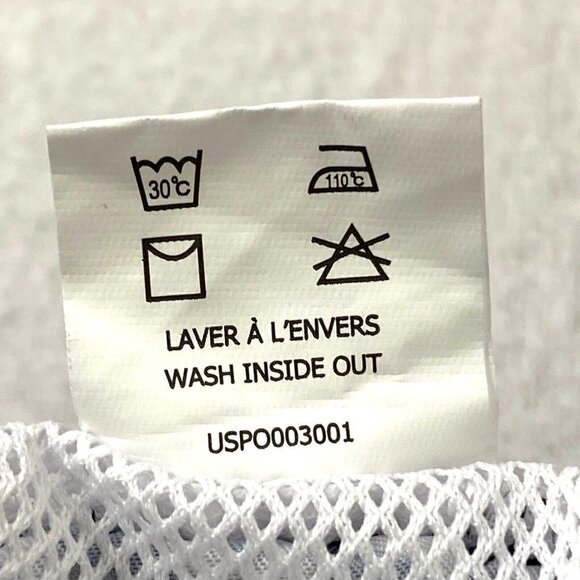 30°C 110°C
LAVER À L'ENVERS
WASH INSIDE OUT
USPO003001